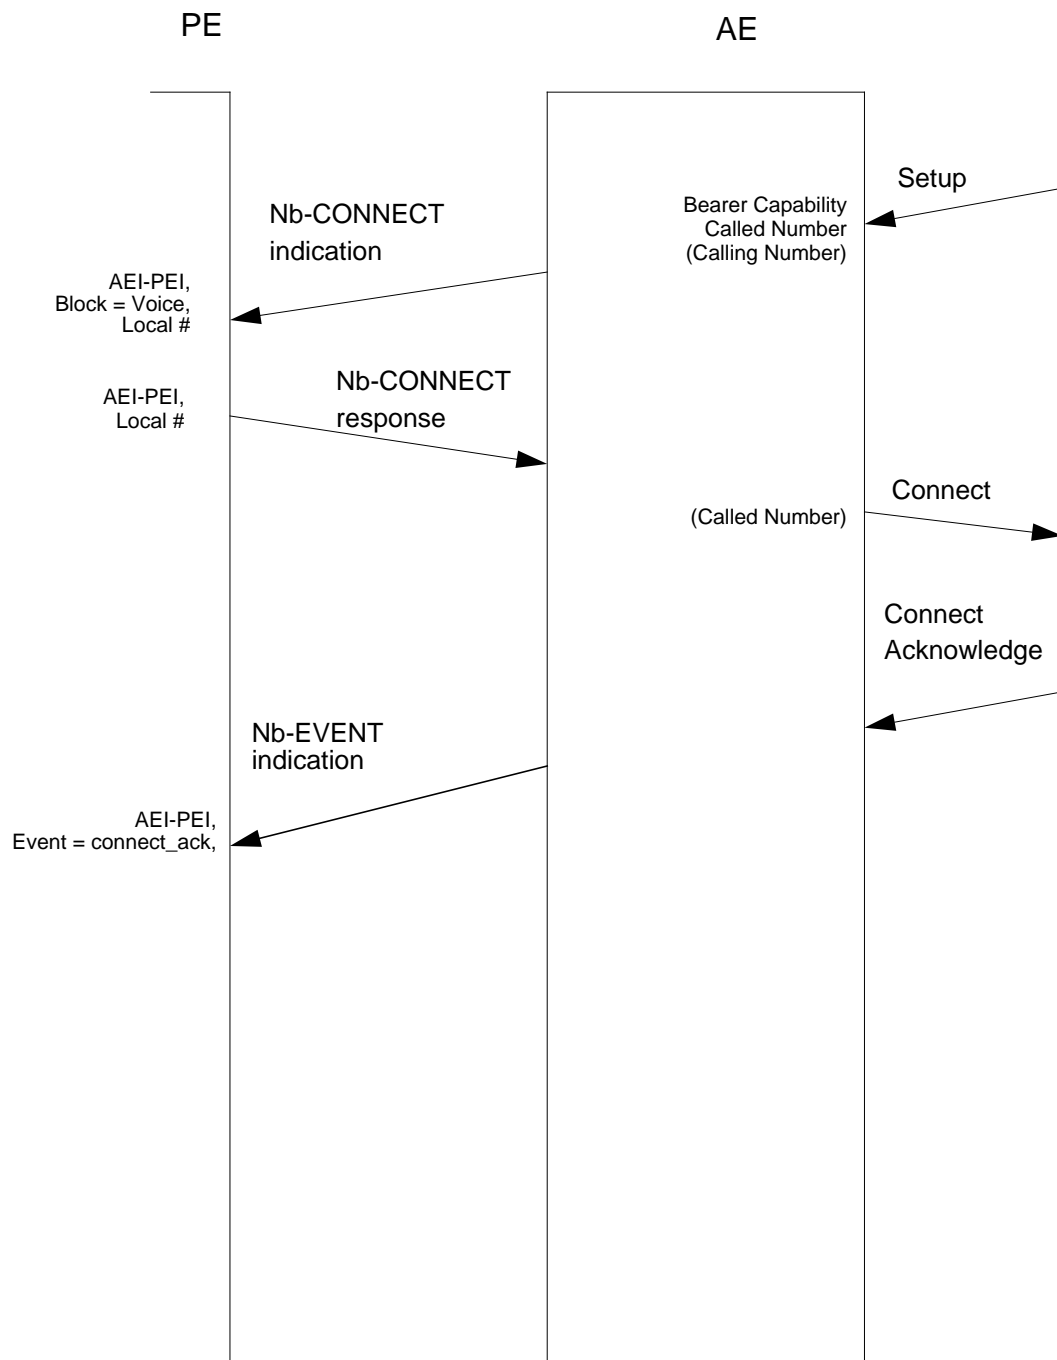 PE
AE
Setup
Bearer Capability
Called Number
(Calling Number)
Nb-CONNECT
indication
AEI-PEI,
Block = Voice,
Local #
Nb-CONNECT
response
AEI-PEI,
Local #
Connect
(Called Number)
Connect
Acknowledge
Nb-EVENT
indication
AEI-PEI,
Event = connect_ack,